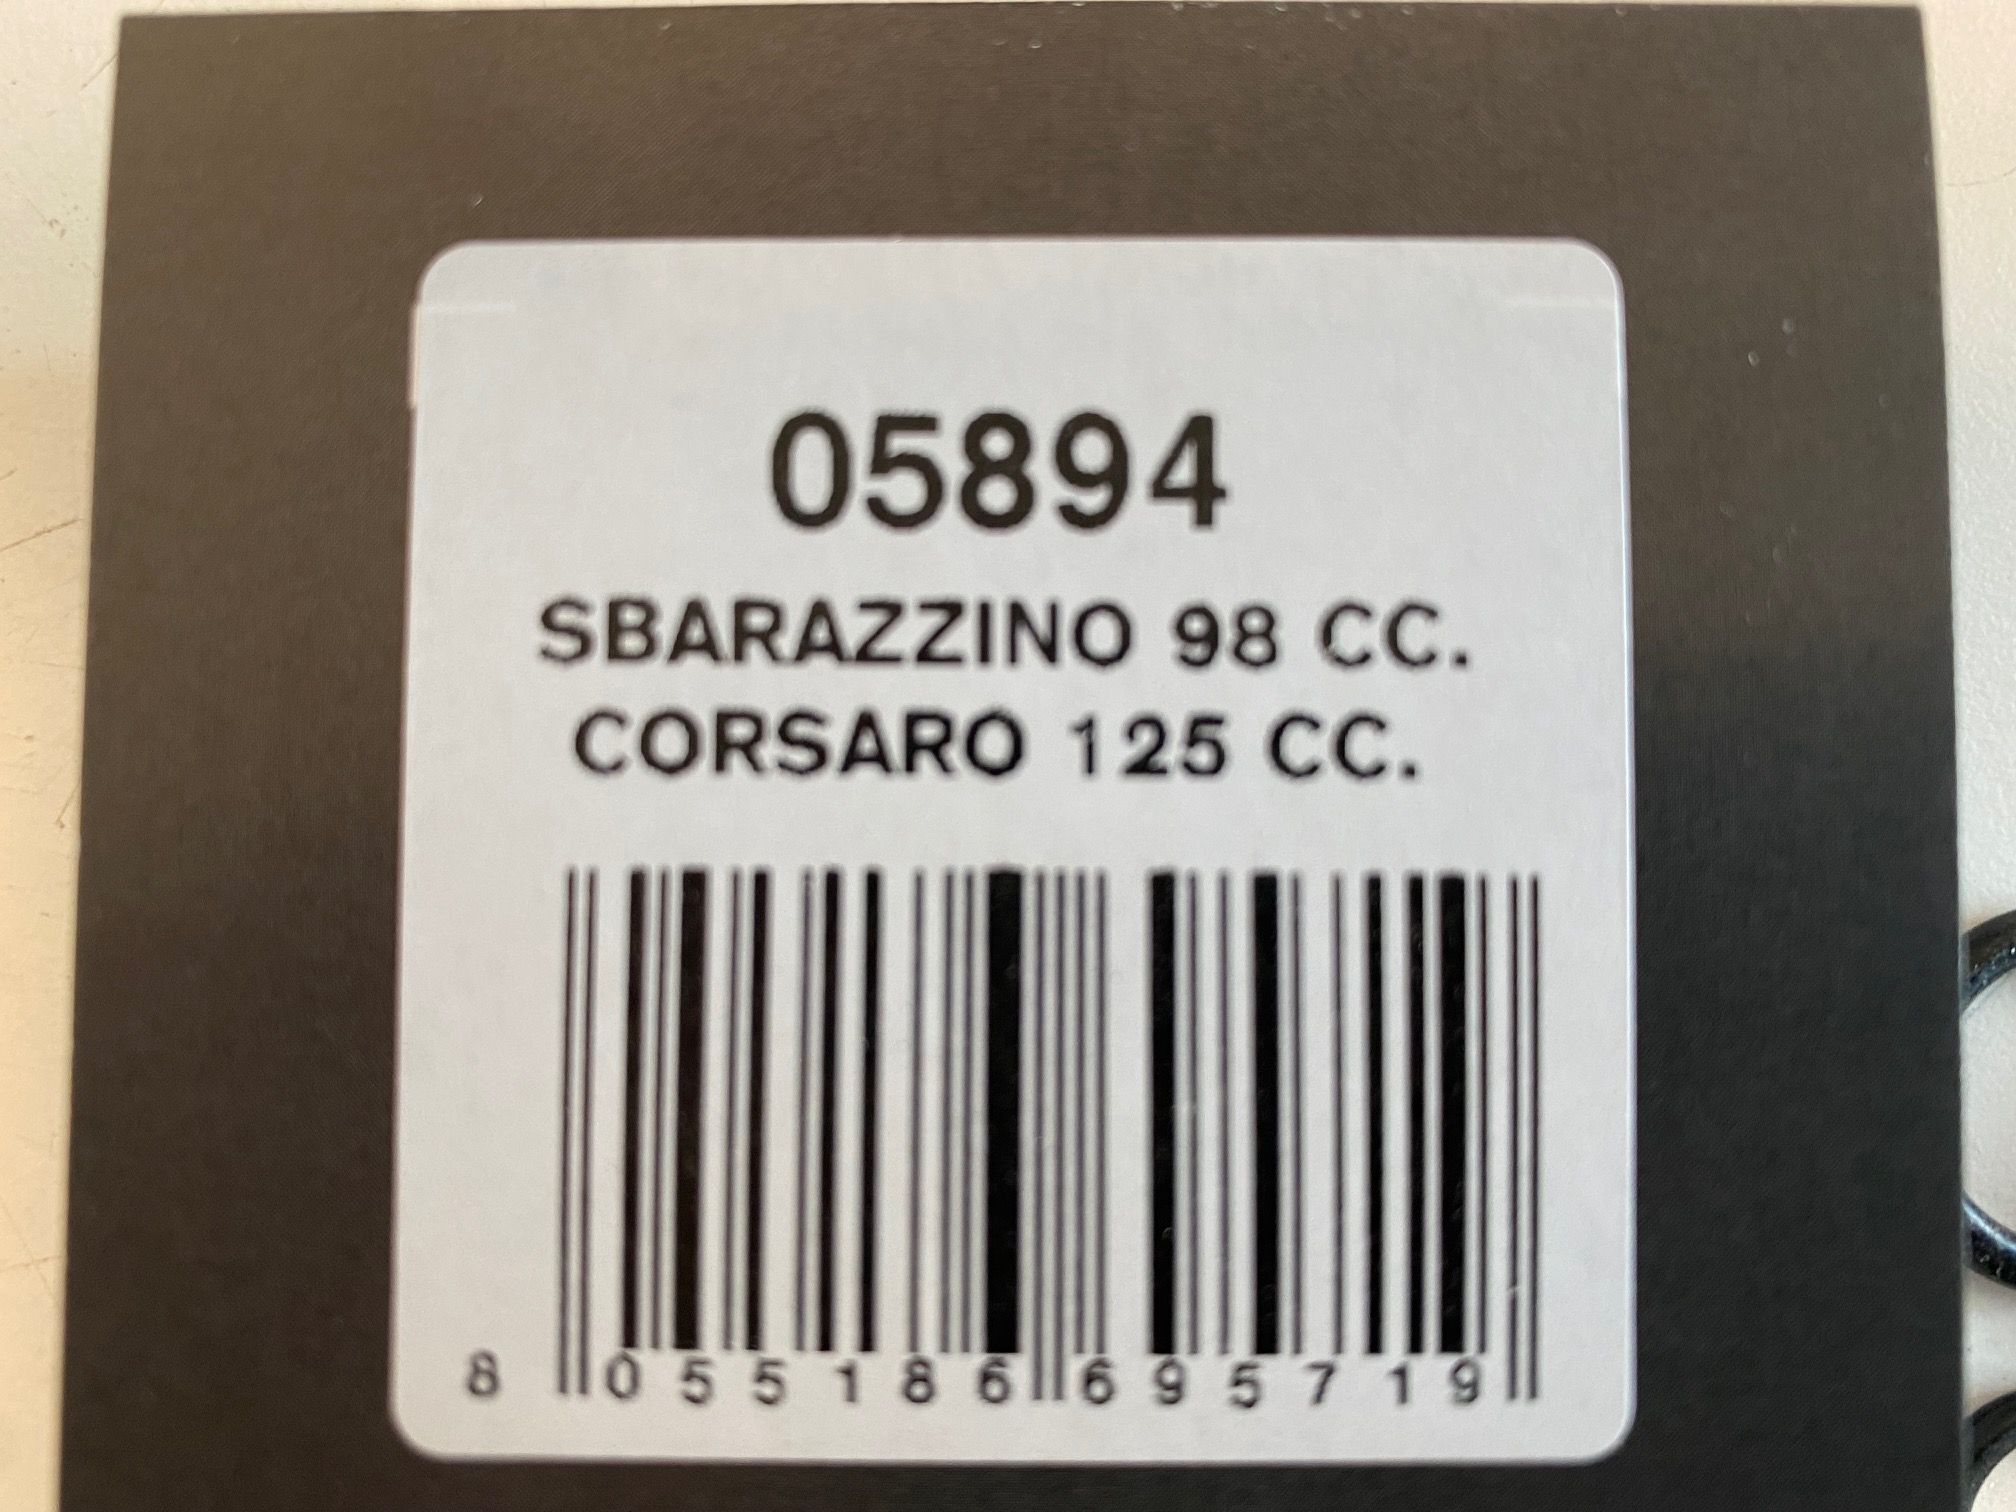 05894
SBARAZZINO 98 CC.
CORSARO 125 CC.
8 055186 695719